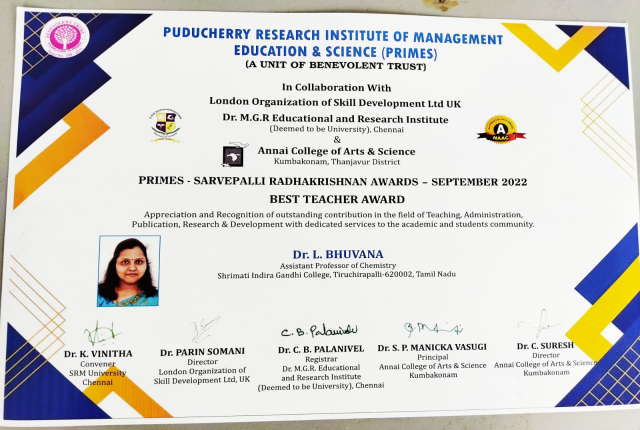 PUDUCHERRY RESEARCH INSTITUTE OF MANAGEMENT
EDUCATION & SCIENCE (PRIMES)
(A UNIT OF BENEVOLENT TRUST)
In Collaboration With
London Organization of Skill Development Ltd UK
Dr. M.G.R Educational and Research Institute
(Deemed to be University), Chennai
&
Annai College of Arts & Science
Kumbakonam, Thanjavur District
A
NAAC
PRIMES - SARVEPALLI RADHAKRISHNAN AWARDS – SEPTEMBER 2022
BEST TEACHER AWARD
Appreciation and Recognition of outstanding contribution in the field of Teaching, Administration,
Publication, Research & Development with dedicated services to the academic and students community.
Dr. L. BHUVANA
Assistant Professor of Chemistry
Shrimati Indira Gandhi College, Tiruchirapalli-620002, Tamil Nadu
C. B. Palanivel
Dr. K. VINITHA
Convener
SRM University
Chennai
Dr. PARIN SOMANI
Director
London Organization of
Skill Development Ltd, UK
Dr. C. B. PALANIVEL
Registrar
Dr. M.G.R. Educational
and Research Institute
(Deemed to be University), Chennai
Dr. S. P. MANICKA VASUGI
Principal
Annai College of Arts & Science
Kumbakonam
Dr. C. SURESH
Director
Annai College of Arts & Science
Kumbakonam